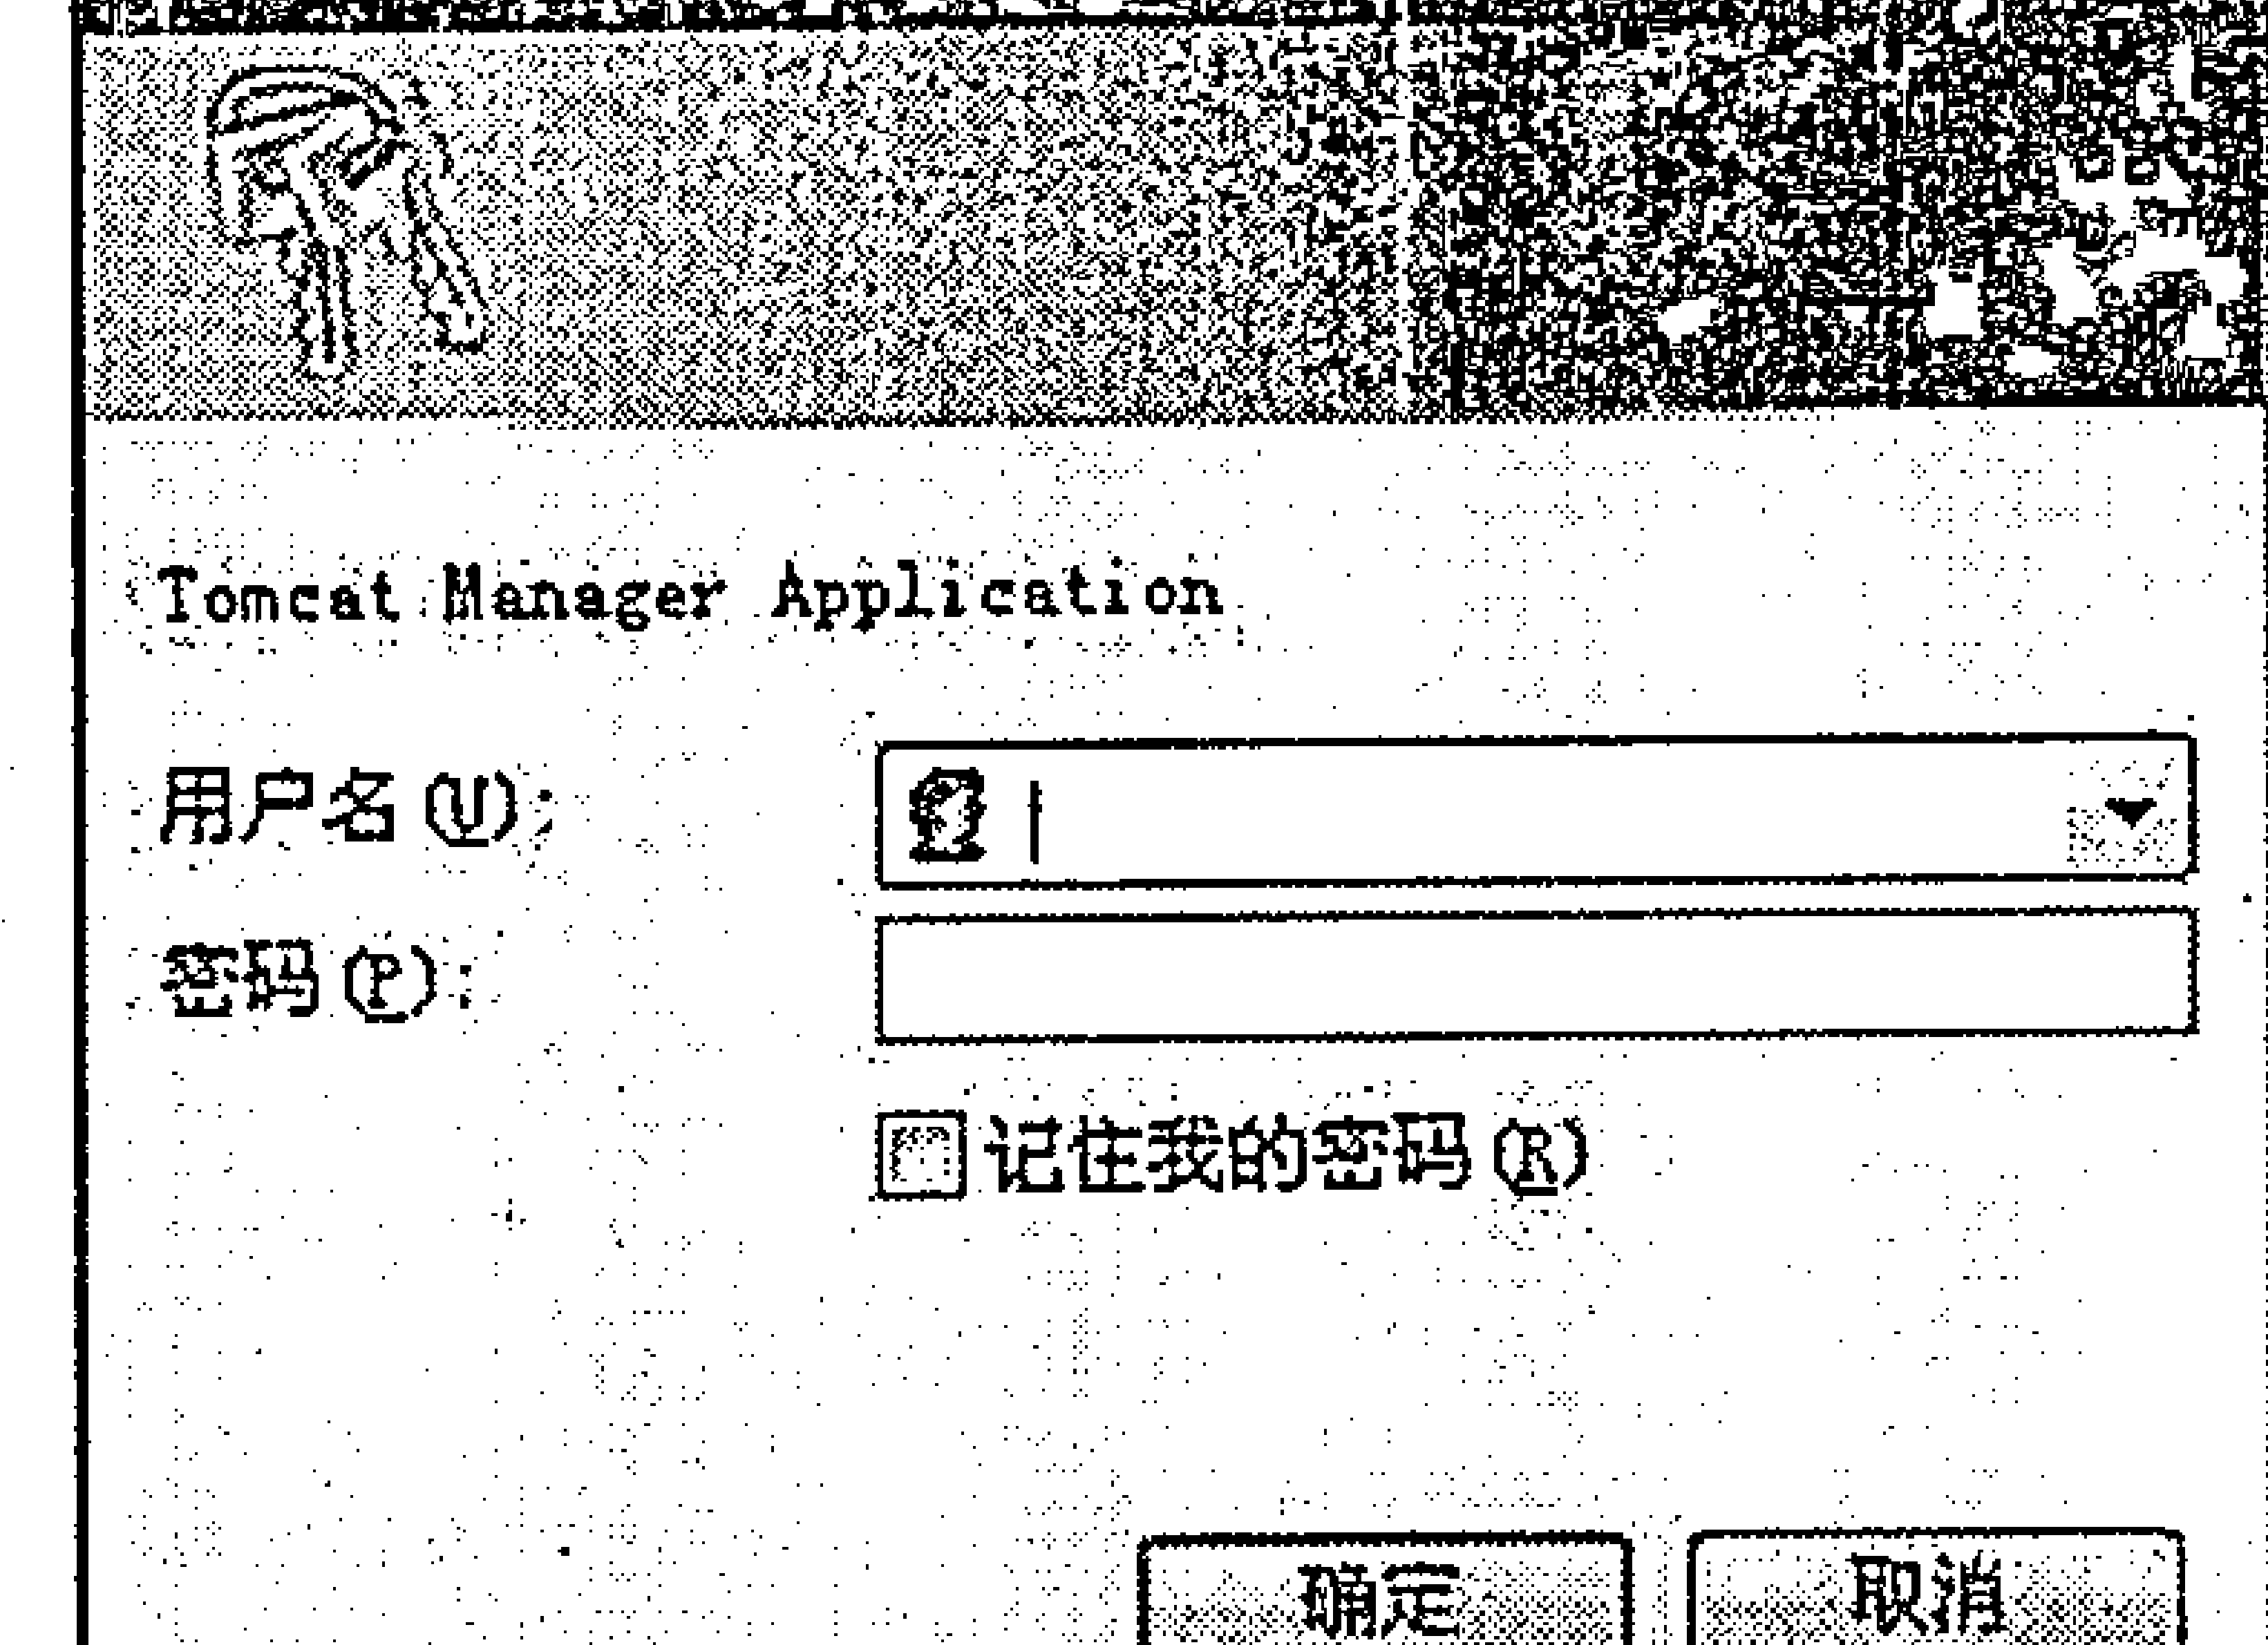 Tomcat Manager Application
用户名(U):
密码(P):
记住我的密码(R)
确定 取消